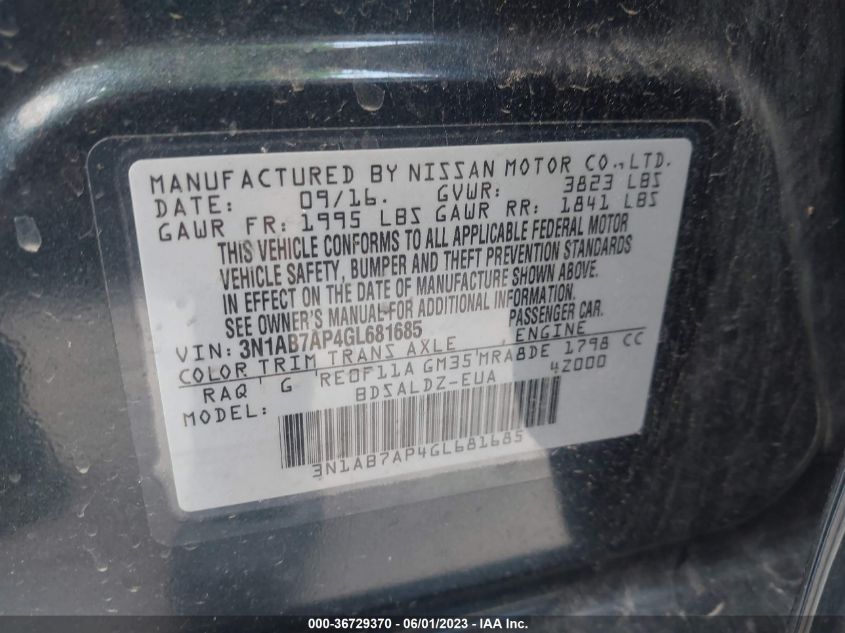 MANUFACTURED BY NISSAN MOTOR CO.,LTD.
DATE: 09/16. GVWR: 3823 LBS
GAWR FR: 1995 LBS GAWR RR: 1841 LBS
THIS VEHICLE CONFORMS TO ALL APPLICABLE FEDERAL MOTOR
VEHICLE SAFETY, BUMPER AND THEFT PREVENTION STANDARDS
IN EFFECT ON THE DATE OF MANUFACTURE SHOWN ABOVE.
SEE OWNER'S MANUAL FOR ADDITIONAL INFORMATION.
VIN: 3N1AB7AP4GL681685 PASSENGER CAR.
COLOR TRIM TRANS AXLE ENGINE
RAQ G RE0F11A GM35 MRA8DE 1798 CC
MODEL: BDSALDZ-EUA 4Z000
3N1AB7AP4GL681685
000-36729370 - 06/01/2023 - IAAI.com - Copyright IAA, Inc.